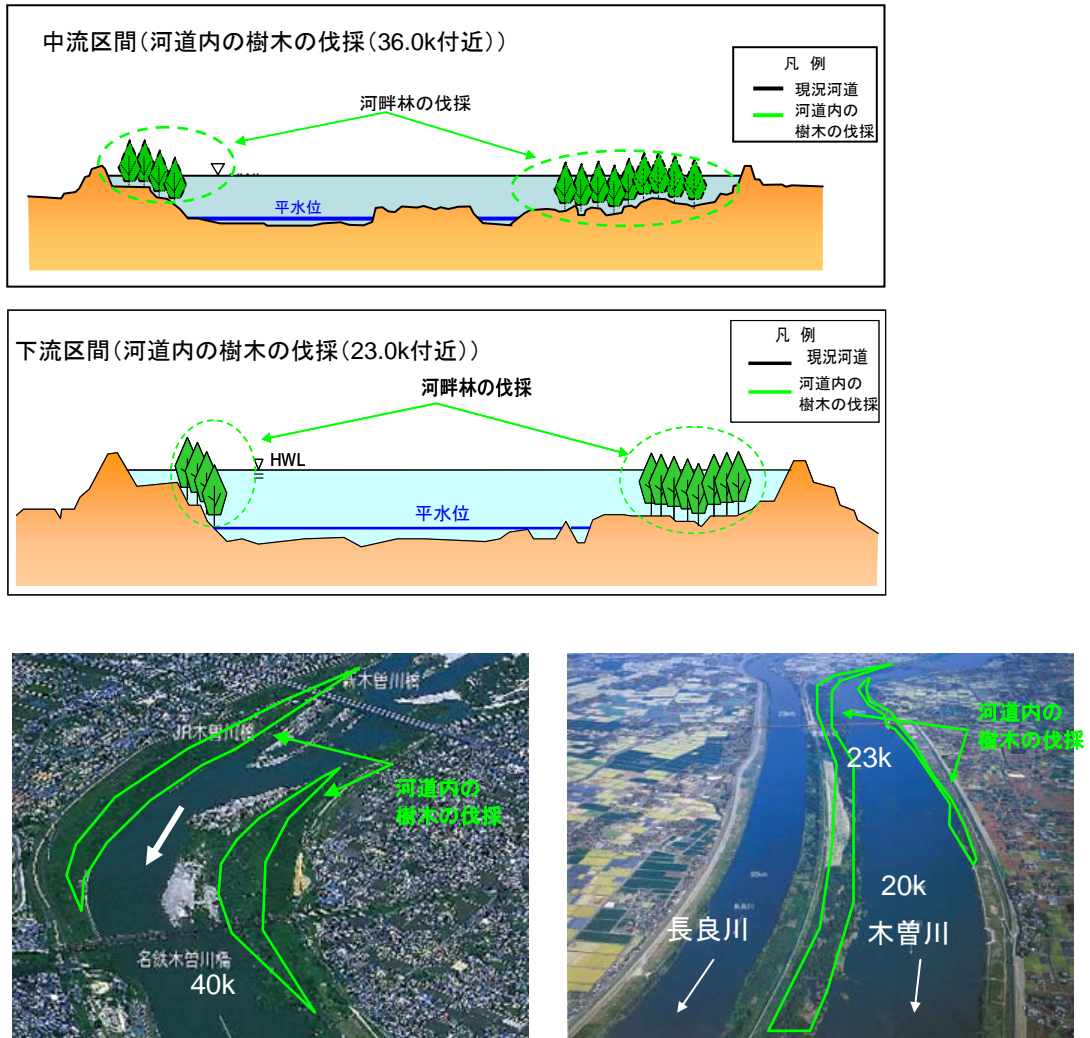 中流区間(河道内の樹木の伐採(36.0k付近))
凡 例
現況河道
河道内の
樹木の伐採
河畔林の伐採
平水位
下流区間(河道内の樹木の伐採(23.0k付近))
凡 例
現況河道
河道内の
樹木の伐採
河畔林の伐採
HWL
平水位
新木曽川橋
JR木曽川橋
河道内の
樹木の伐採
名鉄木曽川橋
40k
河道内の
樹木の伐採
23k
20k
長良川
木曽川